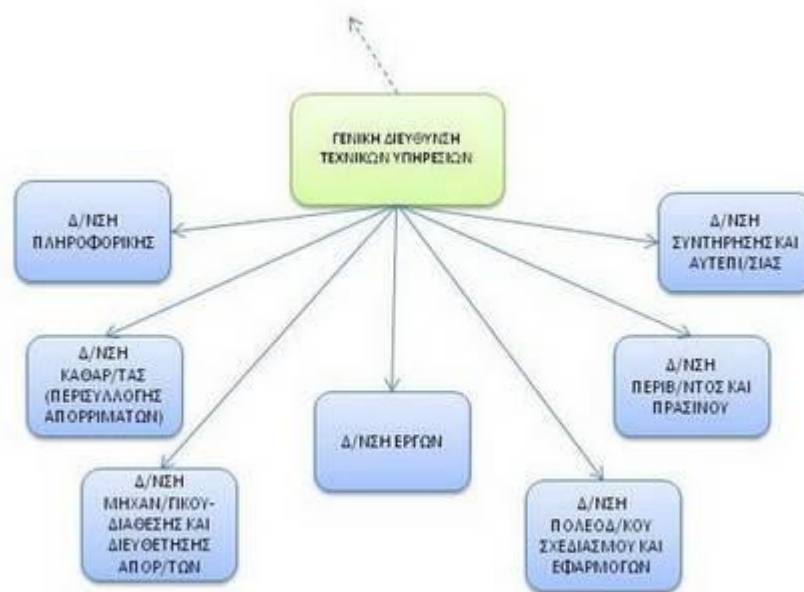 ΓΕΝΙΚΗ ΔΙΕΥΘΥΝΣΗ
ΤΕΧΝΙΚΩΝ ΥΠΗΡΕΣΙΩΝ
Δ/ΝΣΗ
ΠΛΗΡΟΦΟΡΙΚΗΣ
Δ/ΝΣΗ
ΣΥΝΤΗΡΗΣΗΣ ΚΑΙ
ΑΥΤΕΠΙ/ΣΙΑΣ
Δ/ΝΣΗ
ΚΑΘΑΡ/ΤΑΣ
(ΠΕΡΙΣΥΛΛΟΓΗΣ
ΑΠΟΡΡΙΜΑΤΩΝ)
Δ/ΝΣΗ
ΠΕΡΙΒ/ΝΤΟΣ ΚΑΙ
ΠΡΑΣΙΝΟΥ
Δ/ΝΣΗ ΕΡΓΩΝ
Δ/ΝΣΗ
ΜΗΧΑΝ/ΓΙΚΟΥ-
ΔΙΑΘΕΣΗΣ ΚΑΙ
ΔΙΕΥΘΕΤΗΣΗΣ
ΑΠΟΡ/ΤΩΝ
Δ/ΝΣΗ
ΠΟΛΕΟΔ/ΚΟΥ
ΣΧΕΔΙΑΣΜΟΥ ΚΑΙ
ΕΦΑΡΜΟΓΩΝ